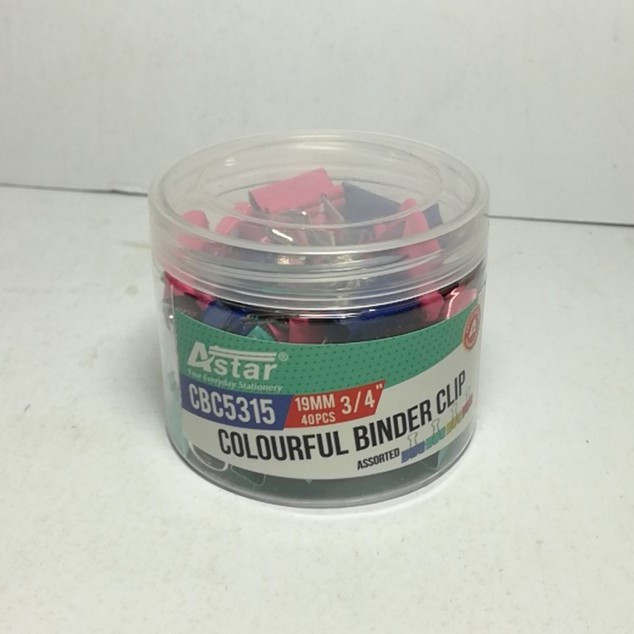 Astar®
Your Everyday Stationery
CBC5315
19MM 3/4"
40PCS
COLOURFUL BINDER CLIP
ASSORTED